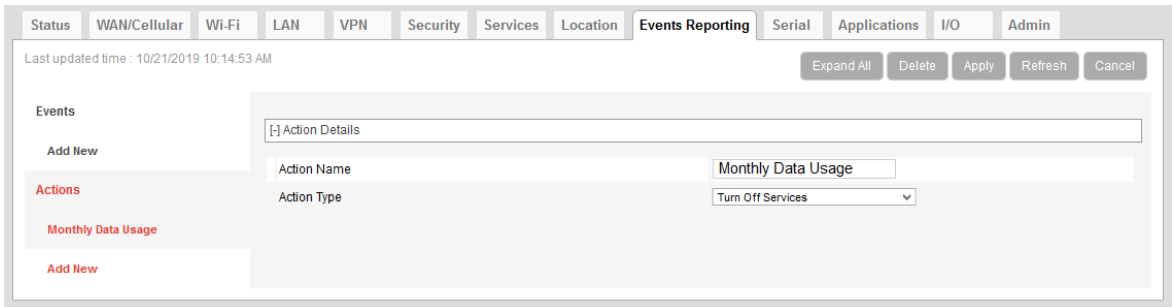 Status WAN/Cellular Wi-Fi LAN VPN Security Services Location Events Reporting Serial Applications I/O Admin
Last updated time : 10/21/2019 10:14:53 AM
Expand All Delete Apply Refresh Cancel
Events
Add New
Actions
Monthly Data Usage
Add New
[-] Action Details
Action Name Monthly Data Usage
Action Type Turn Off Services